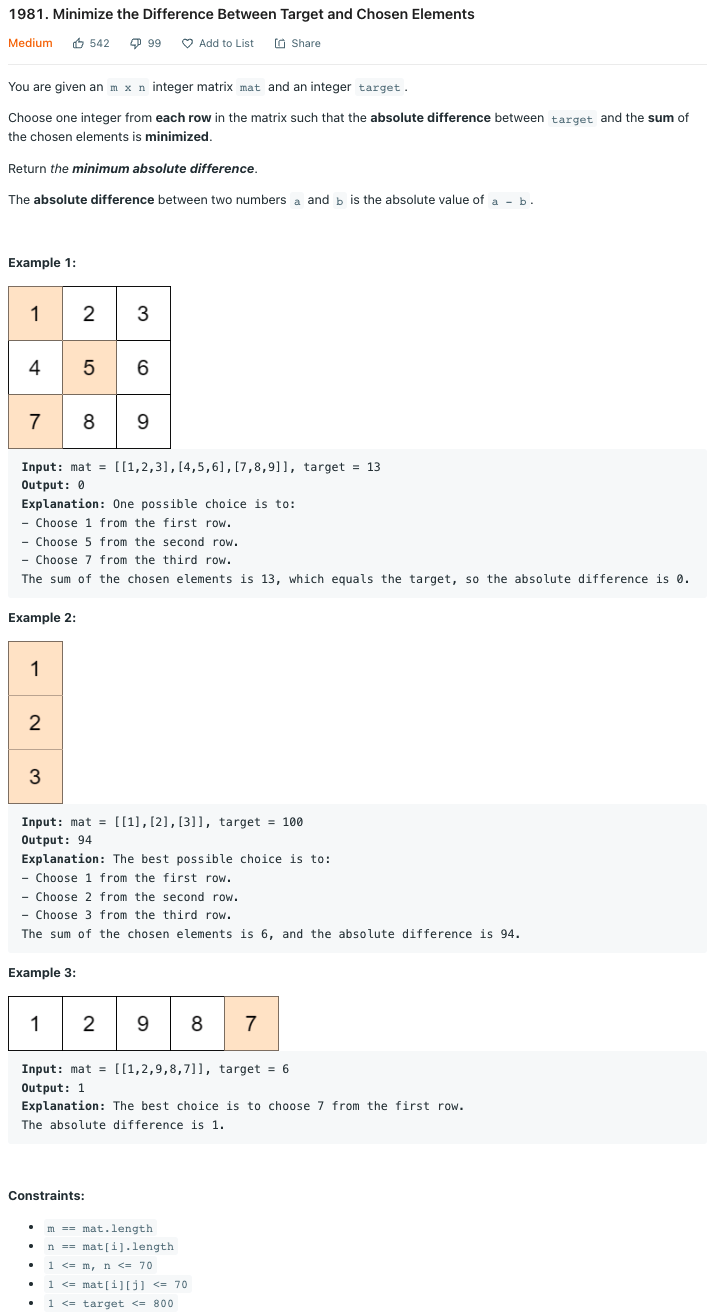 1981. Minimize the Difference Between Target and Chosen Elements
Medium 542 99 Add to List Share
You are given an m x n integer matrix mat and an integer target.
Choose one integer from each row in the matrix such that the absolute difference between target and the sum of
the chosen elements is minimized.
Return the minimum absolute difference.
The absolute difference between two numbers a and b is the absolute value of a - b.
Example 1:
1 2 3
4 5 6
7 8 9
Input: mat = [[1,2,3],[4,5,6],[7,8,9]], target = 13
Output: 0
Explanation: One possible choice is to:
- Choose 1 from the first row.
- Choose 5 from the second row.
- Choose 7 from the third row.
The sum of the chosen elements is 13, which equals the target, so the absolute difference is 0.
Example 2:
1
2
3
Input: mat = [[1],[2],[3]], target = 100
Output: 94
Explanation: The best possible choice is to:
- Choose 1 from the first row.
- Choose 2 from the second row.
- Choose 3 from the third row.
The sum of the chosen elements is 6, and the absolute difference is 94.
Example 3:
1 2 9 8 7
Input: mat = [[1,2,9,8,7]], target = 6
Output: 1
Explanation: The best choice is to choose 7 from the first row.
The absolute difference is 1.
Constraints:
• m == mat.length
• n == mat[i].length
• 1 <= m, n <= 70
• 1 <= mat[i][j] <= 70
• 1 <= target <= 800